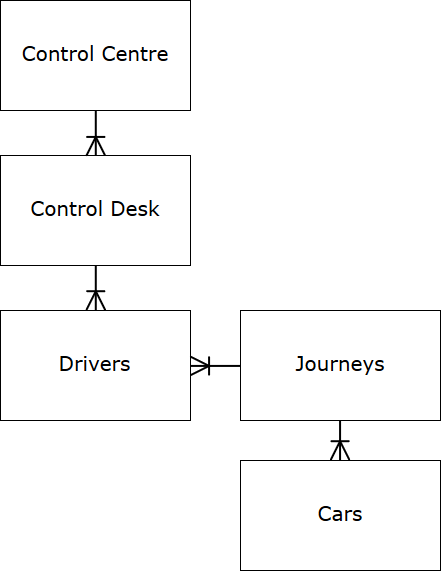 Control Centre
Control Desk
Drivers
Journeys
Cars